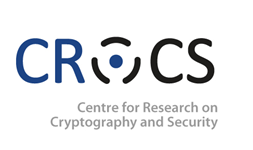 CROCS
Centre for Research on
Cryptography and Security